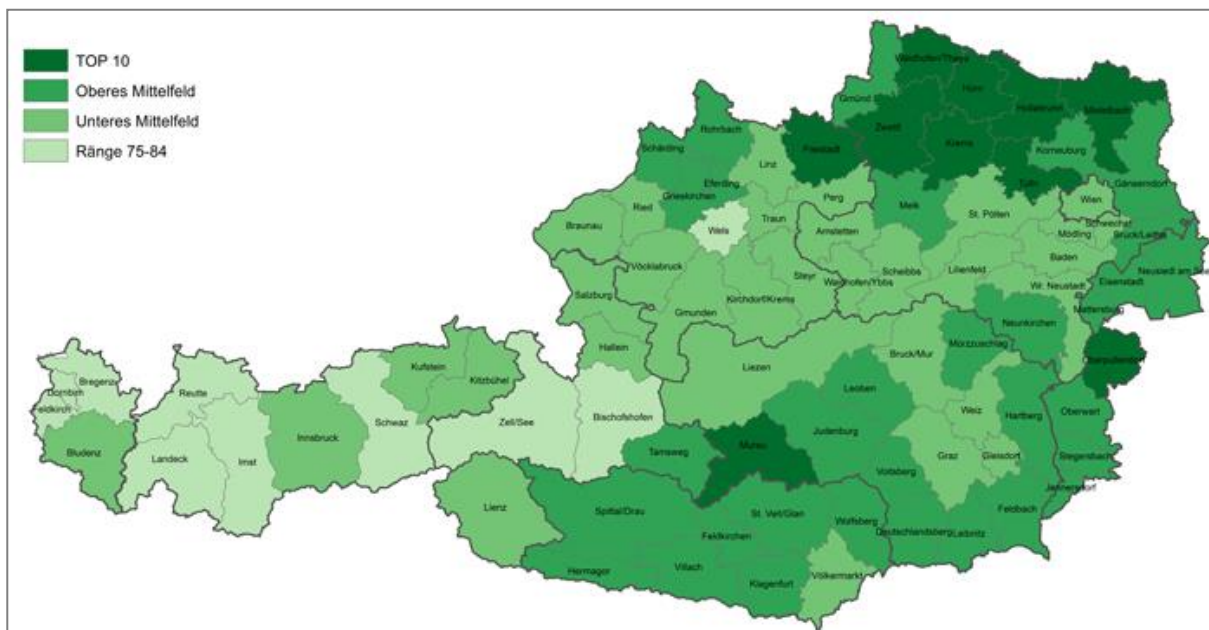 TOP 10
Oberes Mittelfeld
Unteres Mittelfeld
Ränge 75-84
Waidhofen/Thaya
Horn
Gmünd
Hollabrunn
Mistelbach
Zwettl
Krems
Freistadt
Rohrbach
Schärding
Linz
Korneuburg
Tulln
Gänserndorf
Eferding
Grieskirchen
Perg
Melk
St. Pölten
Wien
Schwechat
Ried
Traun
Braunau
Wels
Amstetten
Mödling
Bruck/Leitha
Baden
Vöcklabruck
Steyr
Scheibbs
Lilienfeld
Neusiedl am See
Eisenstadt
Waidhofen/Ybbs
Wr. Neustadt
Salzburg
Kirchdorf/Krems
Gmunden
Mattersburg
Neunkirchen
Hallein
Mürzzuschlag
Bruck/Mur
Oberpullendorf
Liezen
Kufstein
Kitzbühel
Bregenz
Dornbirn
Feldkirch
Reutte
Leoben
Weiz
Hartberg
Oberwart
Schwaz
Zell/See
Bischofshofen
Innsbruck
Judenburg
Murau
Tamsweg
Bludenz
Landeck
Imst
Graz
Gleisdorf
Voitsberg
Stegersbach
Jennersdorf
Lienz
Spittal/Drau
St. Veit/Glan
Wolfsberg
Feldbach
Feldkirchen
Deutschlandsberg
Leibnitz
Hermagor
Villach
Klagenfurt
Völkermarkt